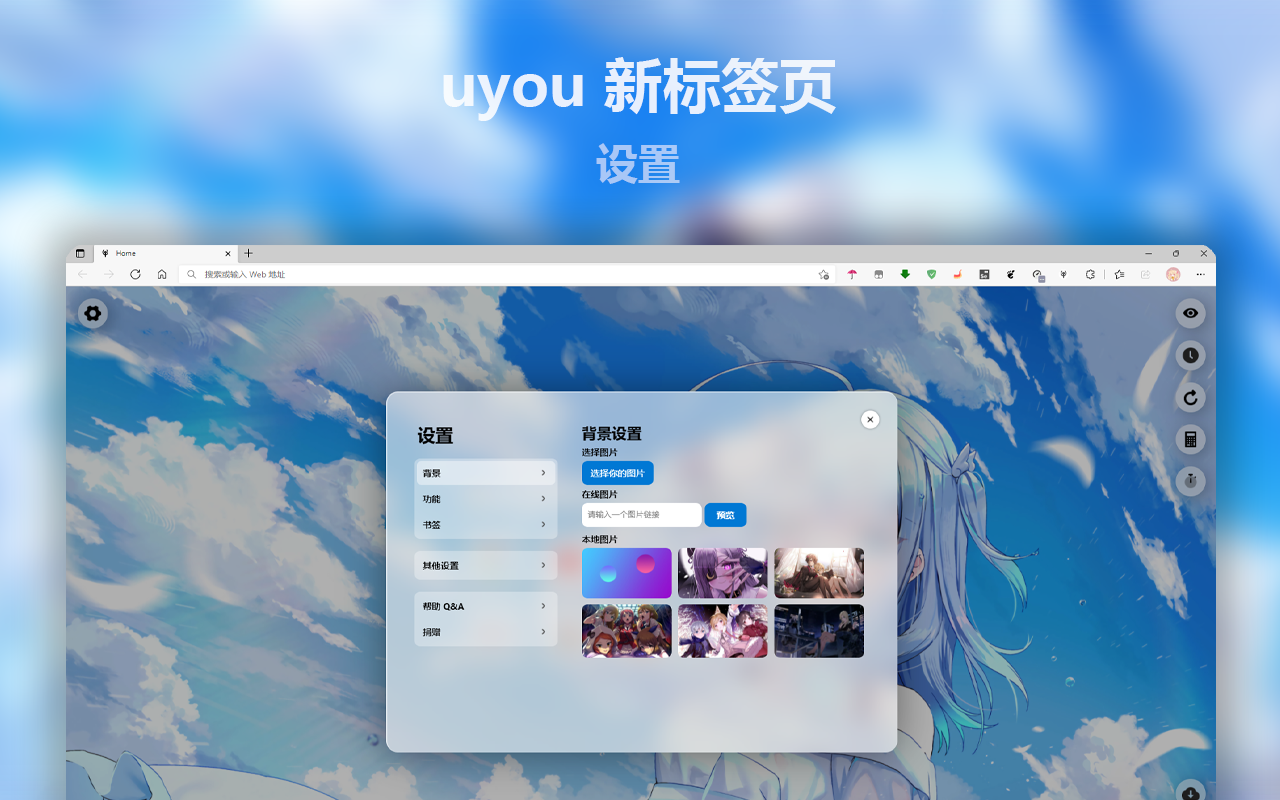 uyou 新标签页
设置
Home
搜索或输入 Web 地址
设置
背景
功能
书签
其他设置
帮助 Q&A
捐赠
背景设置
选择图片
选择你的图片
在线图片
请输入一个图片链接
预览
本地图片